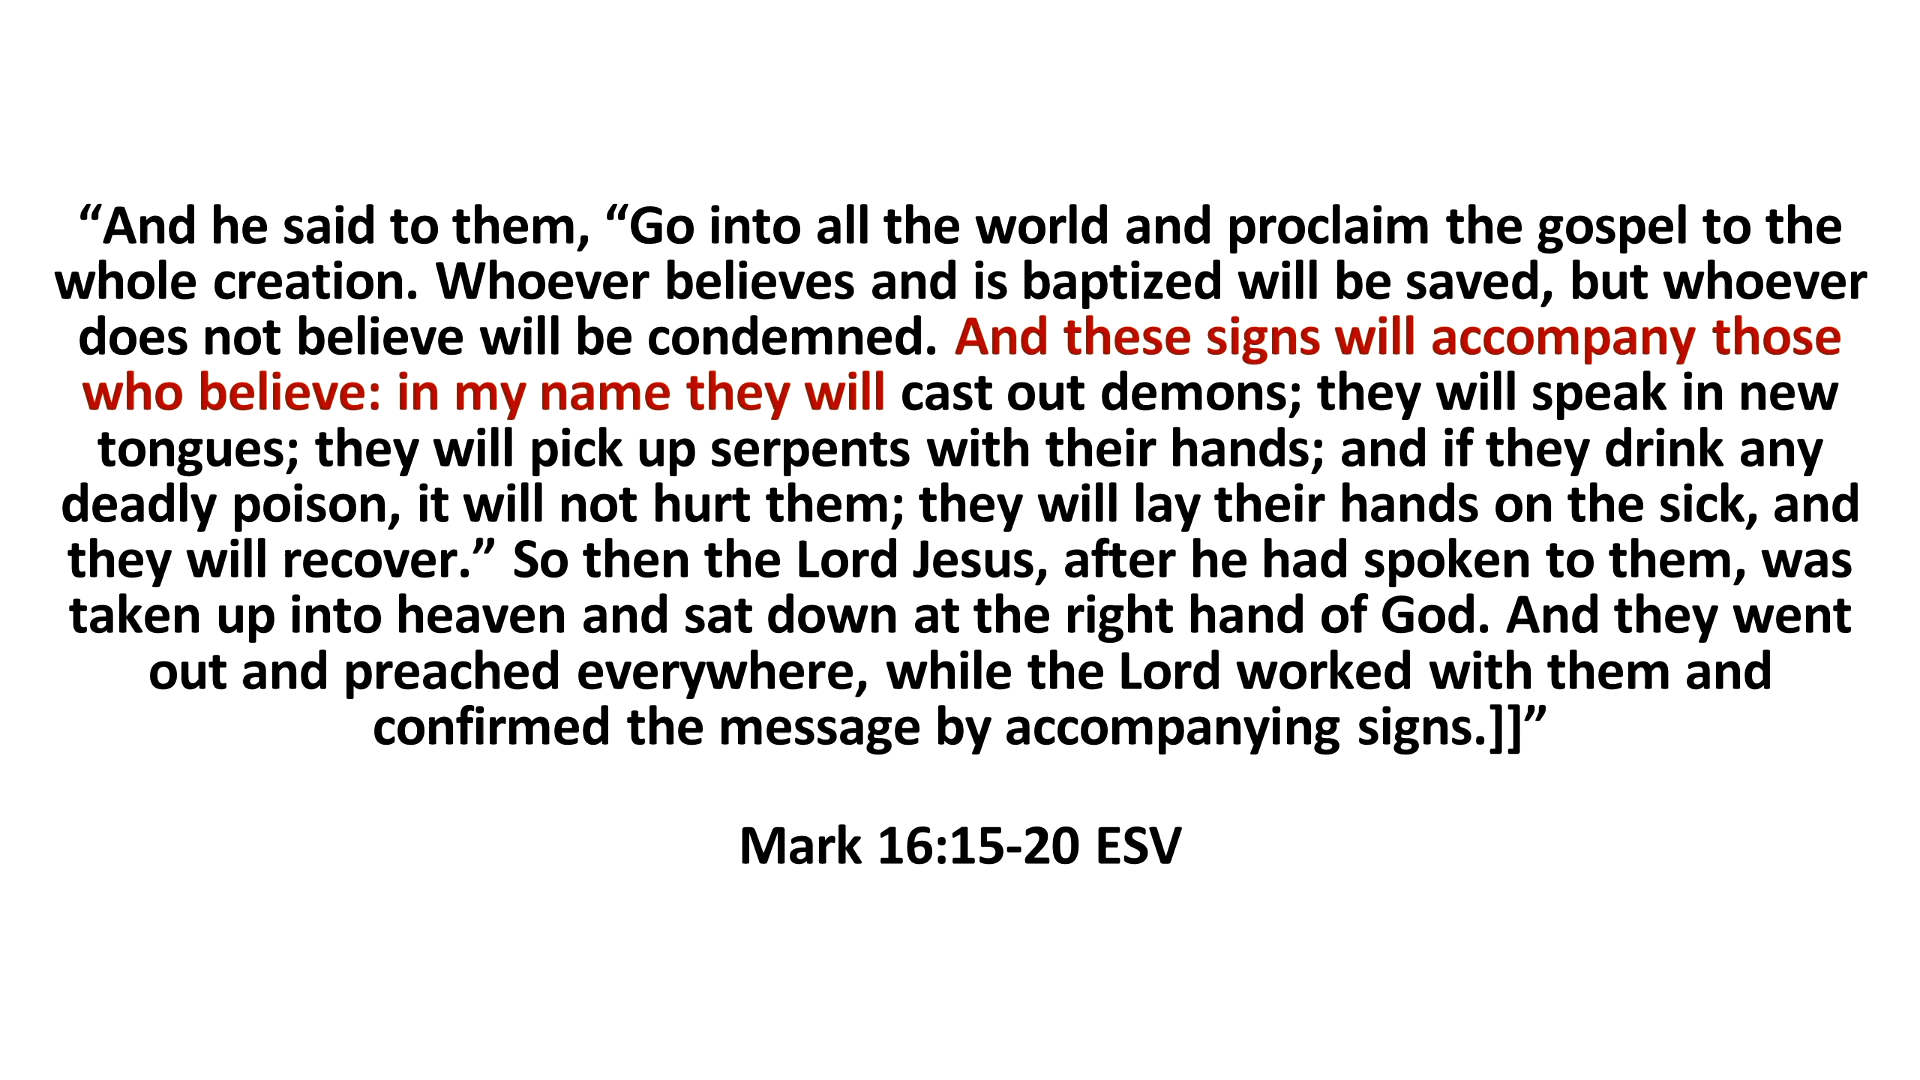 “And he said to them, “Go into all the world and proclaim the gospel to the
whole creation. Whoever believes and is baptized will be saved, but whoever
does not believe will be condemned. And these signs will accompany those
who believe: in my name they will cast out demons; they will speak in new
tongues; they will pick up serpents with their hands; and if they drink any
deadly poison, it will not hurt them; they will lay their hands on the sick, and
they will recover.” So then the Lord Jesus, after he had spoken to them, was
taken up into heaven and sat down at the right hand of God. And they went
out and preached everywhere, while the Lord worked with them and
confirmed the message by accompanying signs.]]”
Mark 16:15-20 ESV